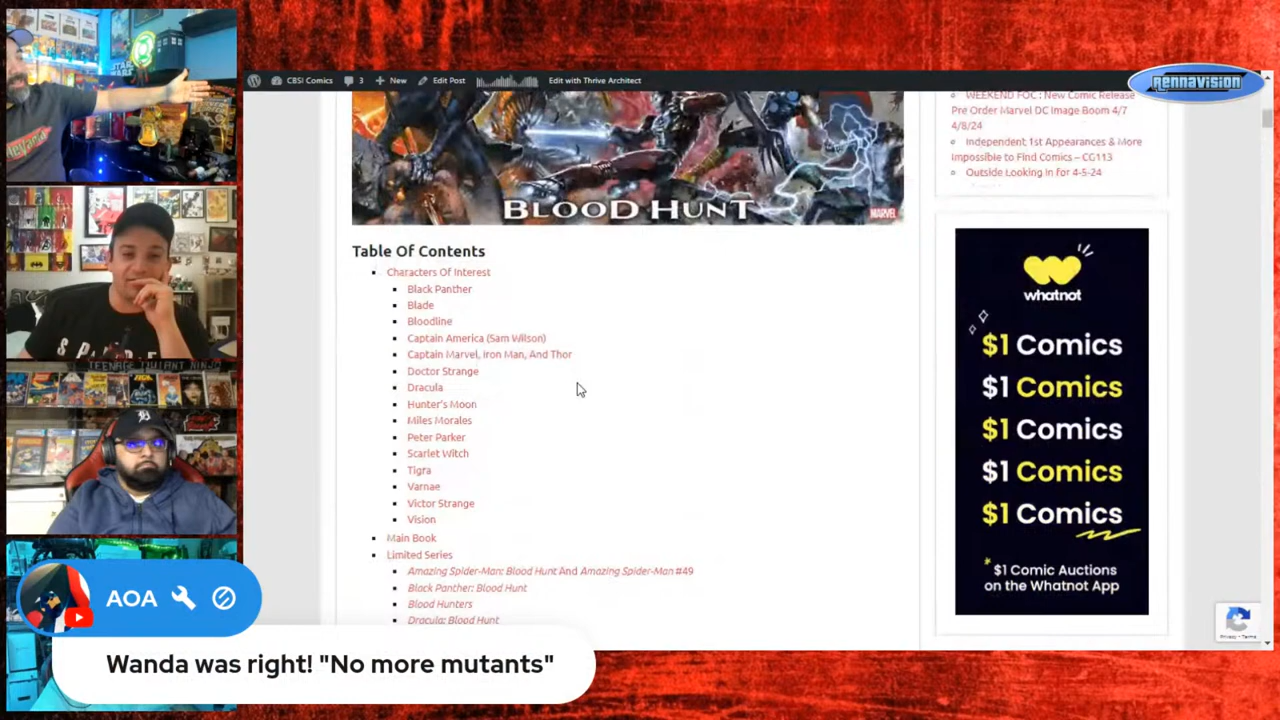 STAR
WARS
CBSI Comics
3
New
Edit Post
Edit with Thrive Architect
RennaVision
WEEKEND FOC : New Comic Release
Pre Order Marvel DC Image Boom 4/7
4/8/24
Independent 1st Appearances & More
Impossible to Find Comics – CG113
Outside Looking in for 4-5-24
BLOOD HUNT
MARVEL
Table Of Contents
Characters Of Interest
Black Panther
Blade
Bloodline
Captain America (Sam Wilson)
Captain Marvel, Iron Man, And Thor
Doctor Strange
Dracula
Hunter's Moon
Miles Morales
Peter Parker
Scarlet Witch
Tigra
Varnae
Victor Strange
Vision
Main Book
Limited Series
Amazing Spider-Man: Blood Hunt And Amazing Spider-Man #49
Black Panther: Blood Hunt
Blood Hunters
Dracula: Blood Hunt
whatnot
$1 Comics
$1 Comics
$1 Comics
$1 Comics
$1 Comics
* $1 Comic Auctions
on the Whatnot App
Privacy - Terms
TEENAGE MUTANT NINJA
AOA
Wanda was right! "No more mutants"